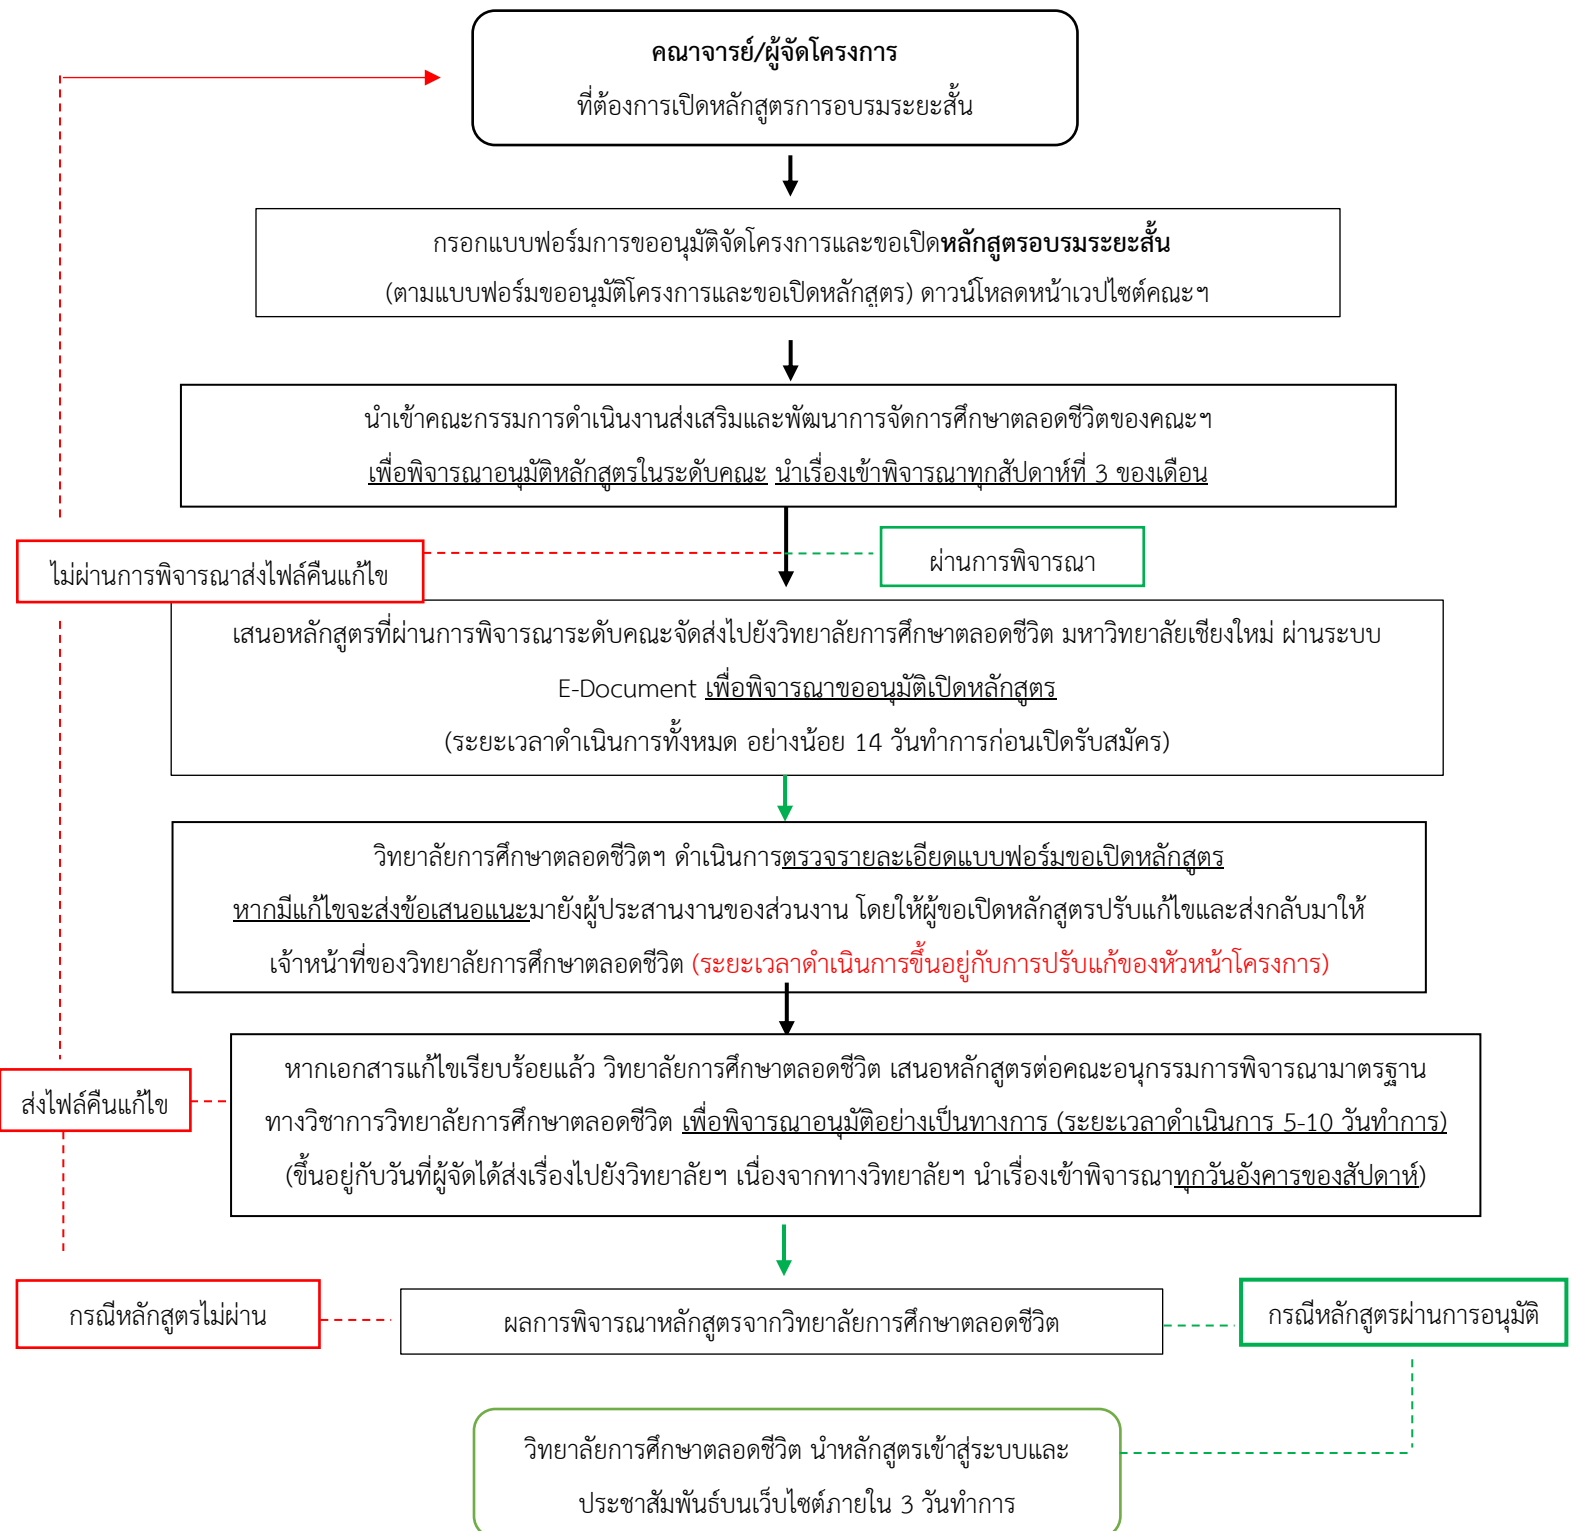 คณาจารย์/ผู้จัดโครงการ
ที่ต้องการเปิดหลักสูตรการอบรมระยะสั้น
กรอกแบบฟอร์มการขออนุมัติจัดโครงการและขอเปิดหลักสูตรอบรมระยะสั้น
(ตามแบบฟอร์มขออนุมัติโครงการและขอเปิดหลักสูตร) ดาวน์โหลดหน้าเวปไซต์คณะฯ
นำเข้าคณะกรรมการดำเนินงานส่งเสริมและพัฒนาการจัดการศึกษาตลอดชีวิตของคณะฯ
เพื่อพิจารณาอนุมัติหลักสูตรในระดับคณะ นำเรื่องเข้าพิจารณาทุกสัปดาห์ที่ 3 ของเดือน
ผ่านการพิจารณา
ไม่ผ่านการพิจารณาส่งไฟล์คืนแก้ไข
เสนอหลักสูตรที่ผ่านการพิจารณาระดับคณะจัดส่งไปยังวิทยาลัยการศึกษาตลอดชีวิต มหาวิทยาลัยเชียงใหม่ ผ่านระบบ
E-Document เพื่อพิจารณาขออนุมัติเปิดหลักสูตร
(ระยะเวลาดำเนินการทั้งหมด อย่างน้อย 14 วันทำการก่อนเปิดรับสมัคร)
วิทยาลัยการศึกษาตลอดชีวิตฯ ดำเนินการตรวจรายละเอียดแบบฟอร์มขอเปิดหลักสูตร
หากมีแก้ไขจะส่งข้อเสนอแนะมายังผู้ประสานงานของส่วนงาน โดยให้ผู้ขอเปิดหลักสูตรปรับแก้ไขและส่งกลับมาให้
เจ้าหน้าที่ของวิทยาลัยการศึกษาตลอดชีวิต (ระยะเวลาดำเนินการขึ้นอยู่กับการปรับแก้ของหัวหน้าโครงการ)
หากเอกสารแก้ไขเรียบร้อยแล้ว วิทยาลัยการศึกษาตลอดชีวิต เสนอหลักสูตรต่อคณะอนุกรรมการพิจารณามาตรฐาน
ส่งไฟล์คืนแก้ไข
ทางวิชาการวิทยาลัยการศึกษาตลอดชีวิต เพื่อพิจารณาอนุมัติอย่างเป็นทางการ (ระยะเวลาดำเนินการ 5-10 วันทำการ)
(ขึ้นอยู่กับวันที่ผู้จัดได้ส่งเรื่องไปยังวิทยาลัยฯ เนื่องจากทางวิทยาลัยฯ นำเรื่องเข้าพิจารณาทุกวันอังคารของสัปดาห์)
กรณีหลักสูตรไม่ผ่าน
ผลการพิจารณาหลักสูตรจากวิทยาลัยการศึกษาตลอดชีวิต
กรณีหลักสูตรผ่านการอนุมัติ
วิทยาลัยการศึกษาตลอดชีวิต นำหลักสูตรเข้าสู่ระบบและ
ประชาสัมพันธ์บนเว็บไซต์ภายใน 3 วันทำการ